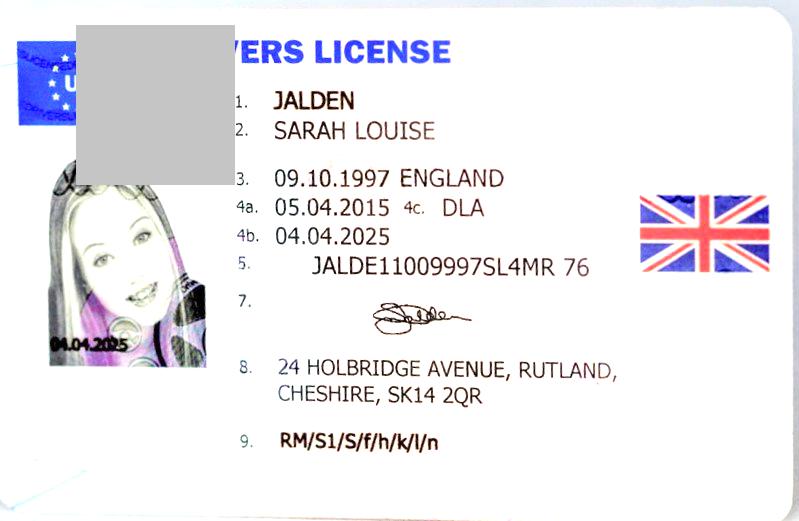 LICENSE
1. JALDEN
2. SARAH LOUISE
3. 09.10.1997 ENGLAND
4a. 05.04.2015 4c. DLA
4b. 04.04.2025
5. JALDE11009997SL4MR 76
7. Jalden
04.04.2025
8. 24 HOLBRIDGE AVENUE, RUTLAND,
CHESHIRE, SK14 2QR
9. RM/S1/S/f/h/k/l/n